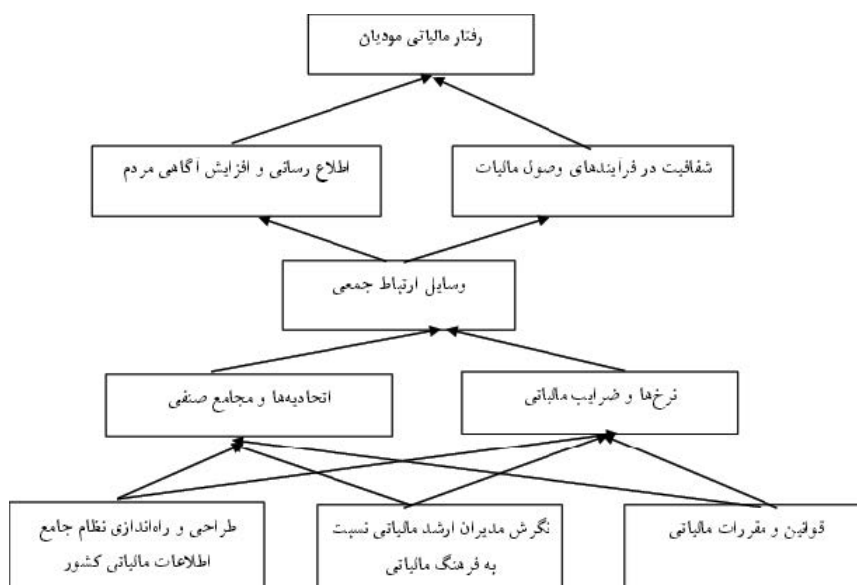 رفتار مالیاتی مودیان
شفافیت در فرآیندهای وصول مالیات
اطلاع رسانی و افزایش آگاهی مردم
وسایل ارتباط جمعی
نرخ‌ها و ضرایب مالیاتی
اتحادیه‌ها و مجامع صنفی
قوانین و مقررات مالیاتی
نگرش مدیران ارشد مالیاتی نسبت
به فرهنگ مالیاتی
طراحی و راه‌اندازی نظام جامع
اطلاعات مالیاتی کشور